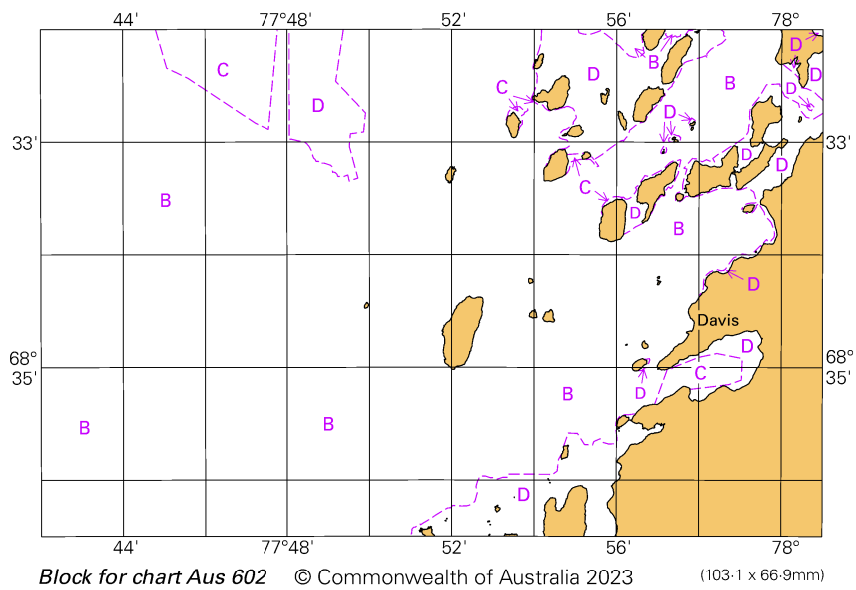 44' 77°48' 52' 56' 78°
D
C D B D
C B
D D
D
33' 33'
D D
C
B D
B
D
Davis
D
68° 68°
35' C 35'
B D
B B
D
44' 77°48' 52' 56' 78°
Block for chart Aus 602 © Commonwealth of Australia 2023 (103·1 x 66·9mm)